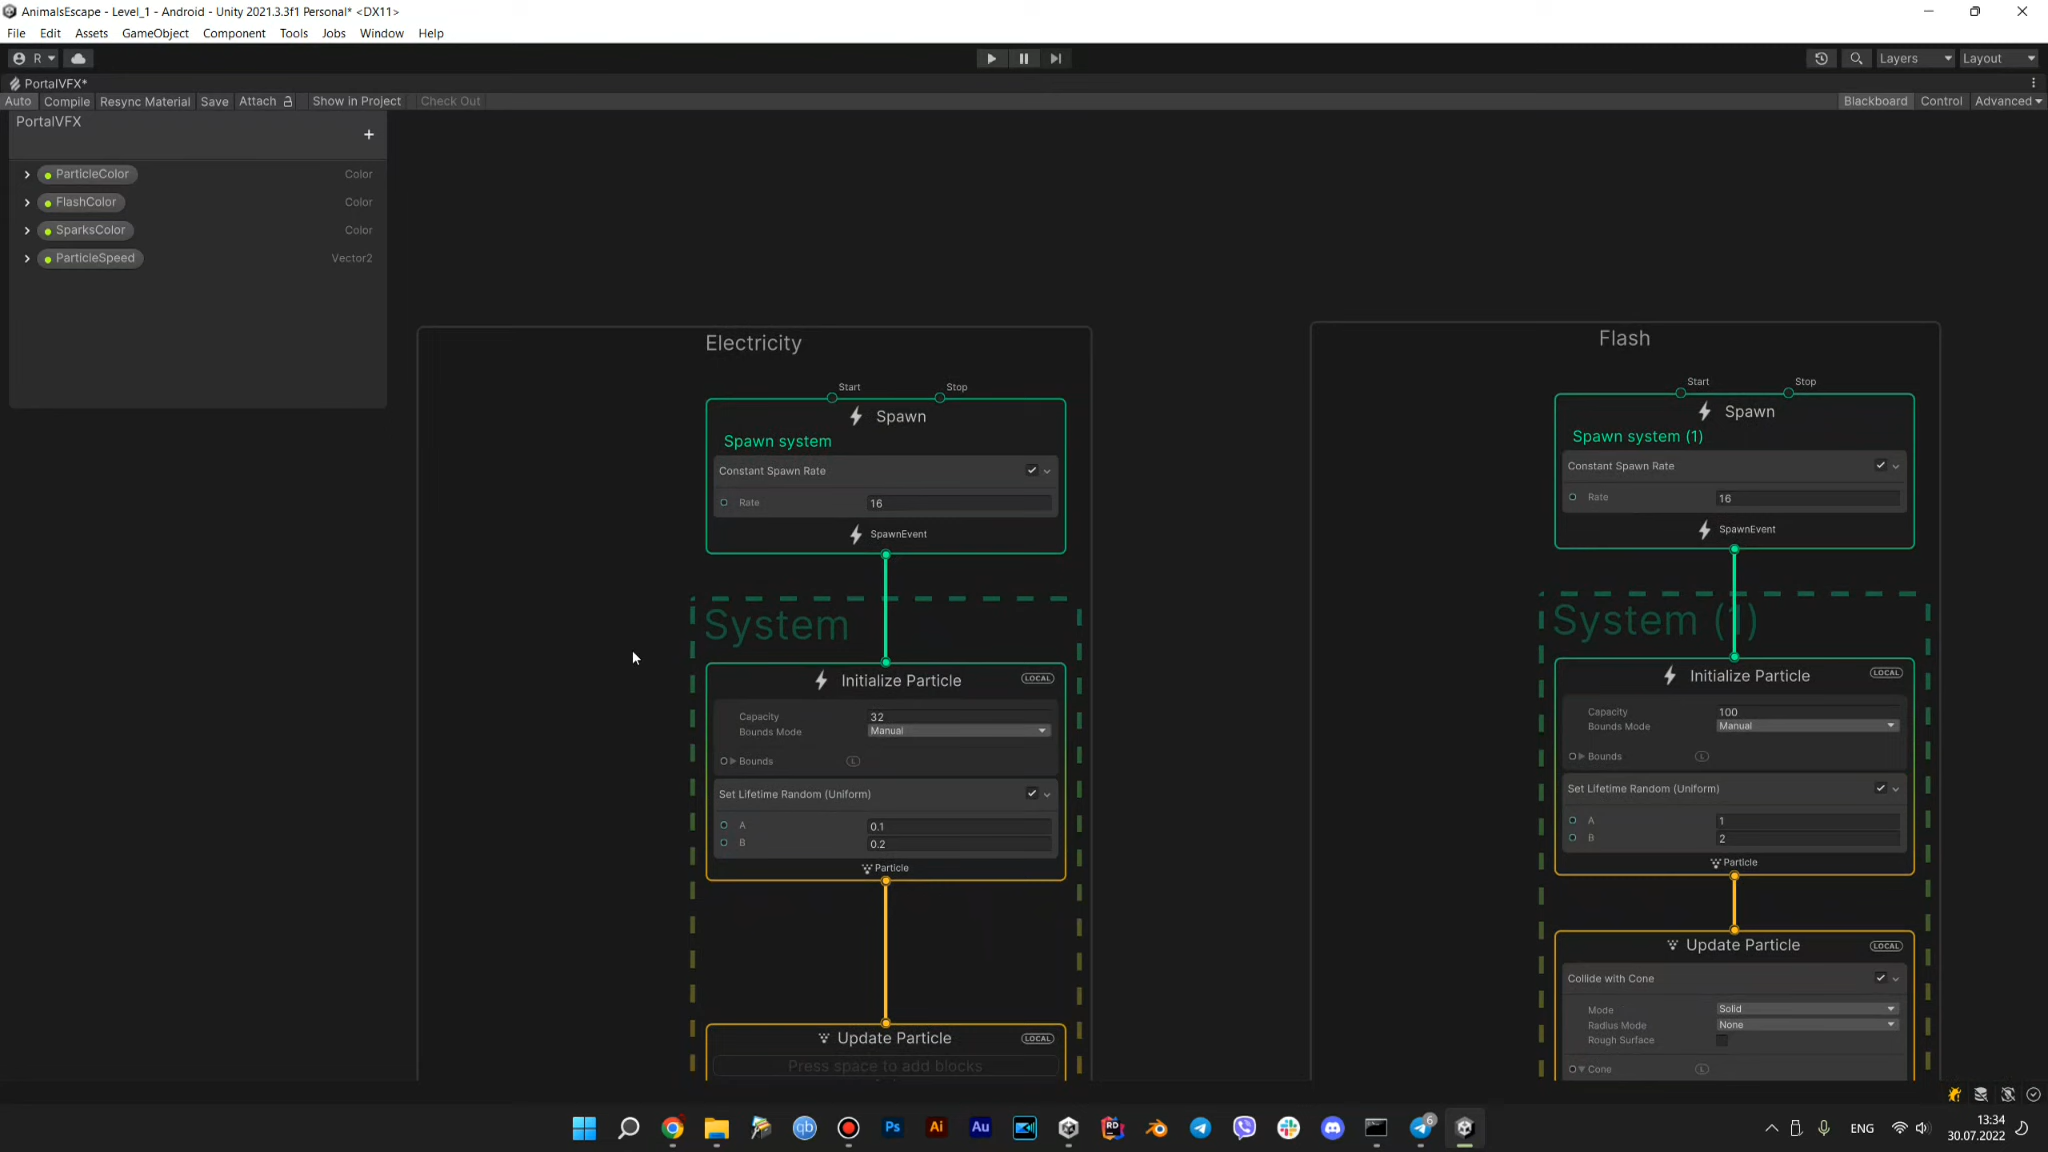 AnimalsEscape - Level_1 - Android - Unity 2021.3.3f1 Personal* <DX11>
File Edit Assets GameObject Component Tools Jobs Window Help
R Layers Layout
PortalVFX*
Auto Compile Resync Material Save Attach Show in Project Check Out Blackboard Control Advanced
PortalVFX
+
ParticleColor Color
FlashColor Color
SparksColor Color
ParticleSpeed Vector2
Electricity
Start Stop
Spawn
Spawn system
Constant Spawn Rate
Rate 16
SpawnEvent
System
Initialize Particle LOCAL
Capacity 32
Bounds Mode Manual
Bounds L
Set Lifetime Random (Uniform)
A 0.1
B 0.2
Particle
Update Particle LOCAL
Press space to add blocks
Flash
Start Stop
Spawn
Spawn system (1)
Constant Spawn Rate
Rate 16
SpawnEvent
System (1)
Initialize Particle LOCAL
Capacity 100
Bounds Mode Manual
Bounds L
Set Lifetime Random (Uniform)
A 1
B 2
Particle
Update Particle LOCAL
Collide with Cone
Mode Solid
Radius Mode None
Rough Surface
Cone L
qb Ps Ai Au RD 6 ENG
13:34
30.07.2022